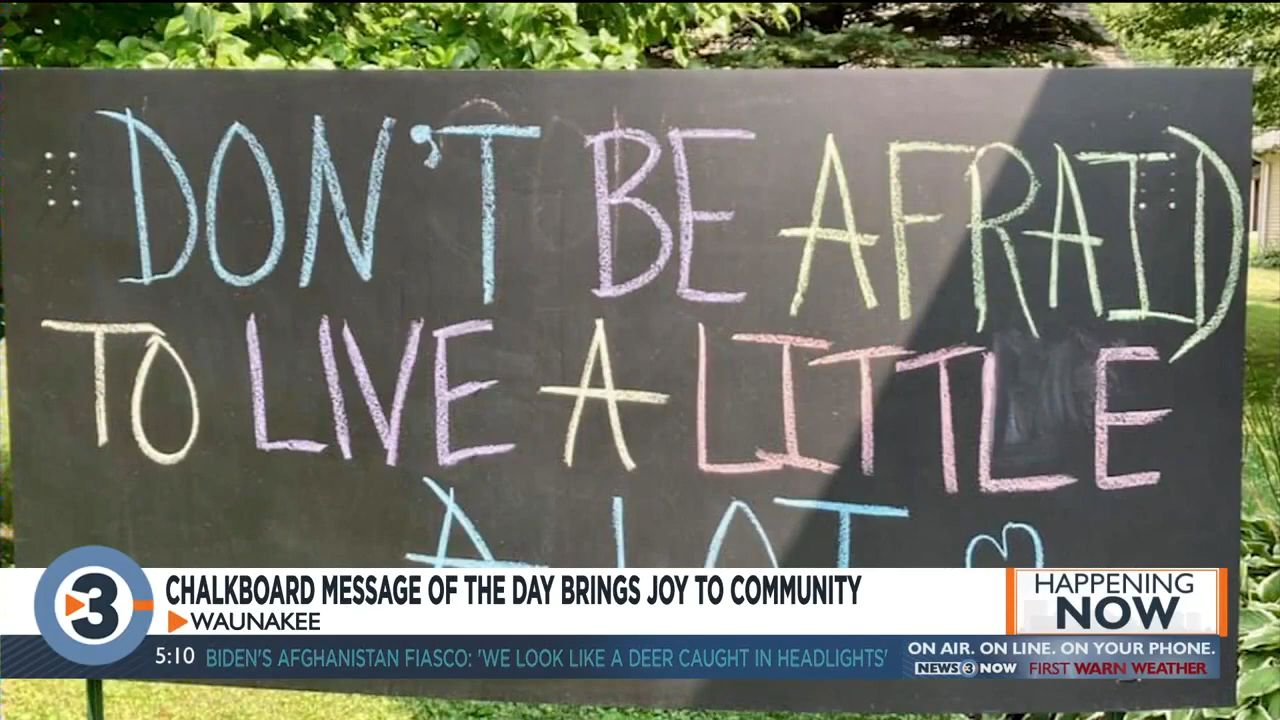 DON'T BE AFRAID
TO LIVE A LITTLE
A LOT
3
CHALKBOARD MESSAGE OF THE DAY BRINGS JOY TO COMMUNITY
WAUNAKEE
HAPPENING
NOW
5:10 BIDEN'S AFGHANISTAN FIASCO: 'WE LOOK LIKE A DEER CAUGHT IN HEADLIGHTS'
ON AIR. ON LINE. ON YOUR PHONE.
NEWS 3 NOW FIRST WARN WEATHER